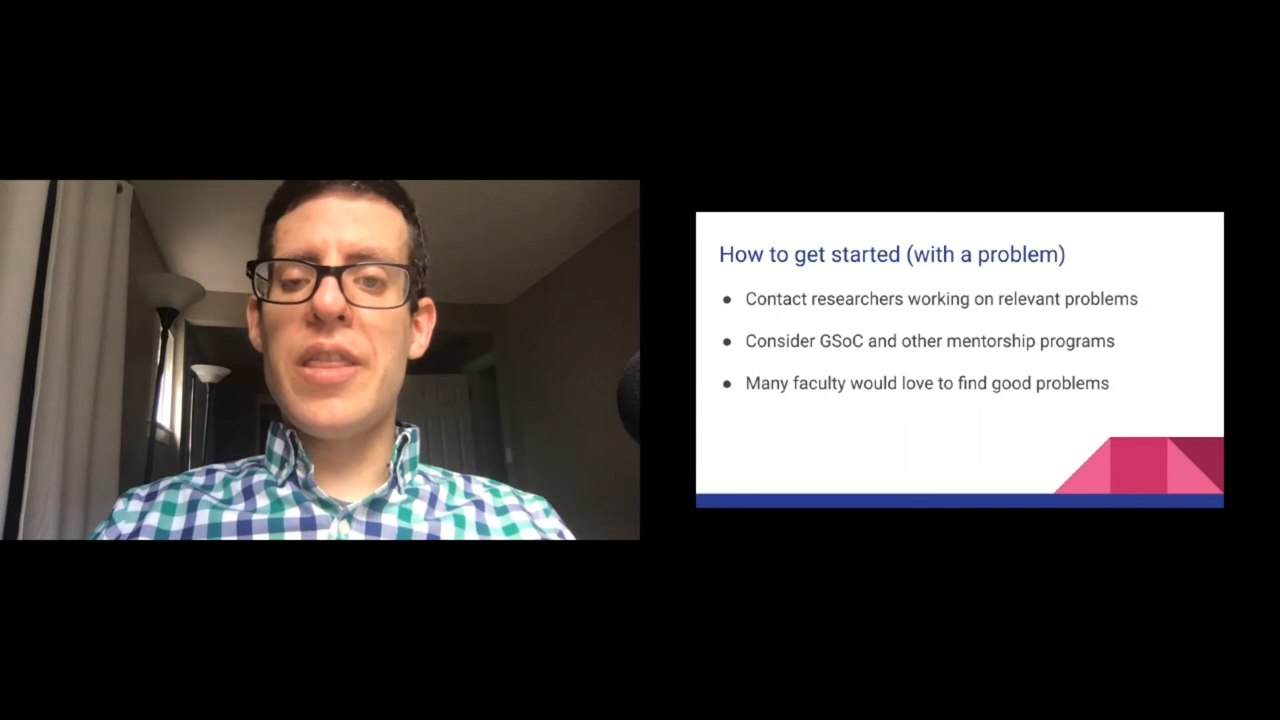 How to get started (with a problem)
● Contact researchers working on relevant problems
● Consider GSoC and other mentorship programs
● Many faculty would love to find good problems